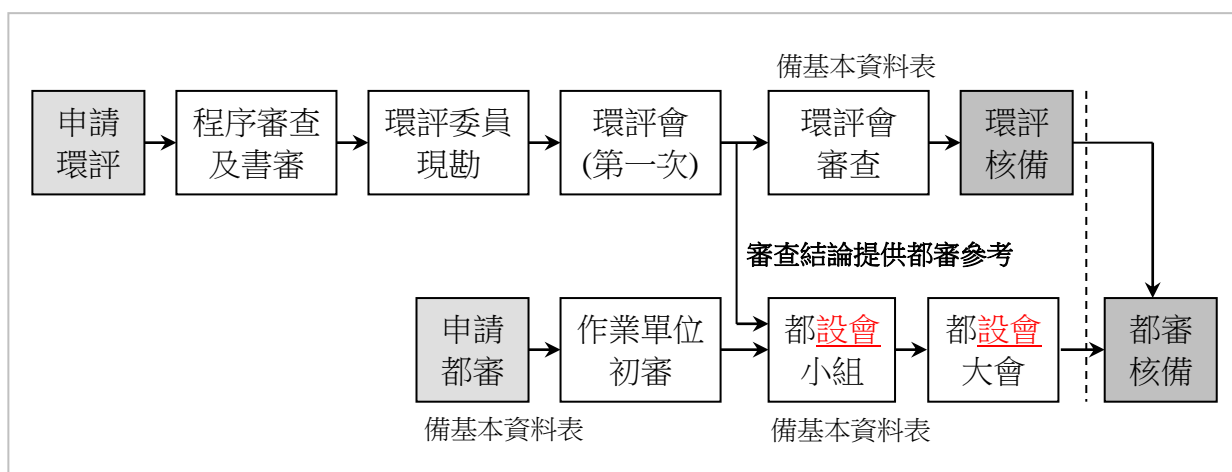 備基本資料表
申請
環評
程序審查
及書審
環評委員
現勘
環評會
(第一次)
環評會
審查
環評
核備
審查結論提供都審參考
申請
都審
作業單位
初審
都設會
小組
都設會
大會
都審
核備
備基本資料表
備基本資料表